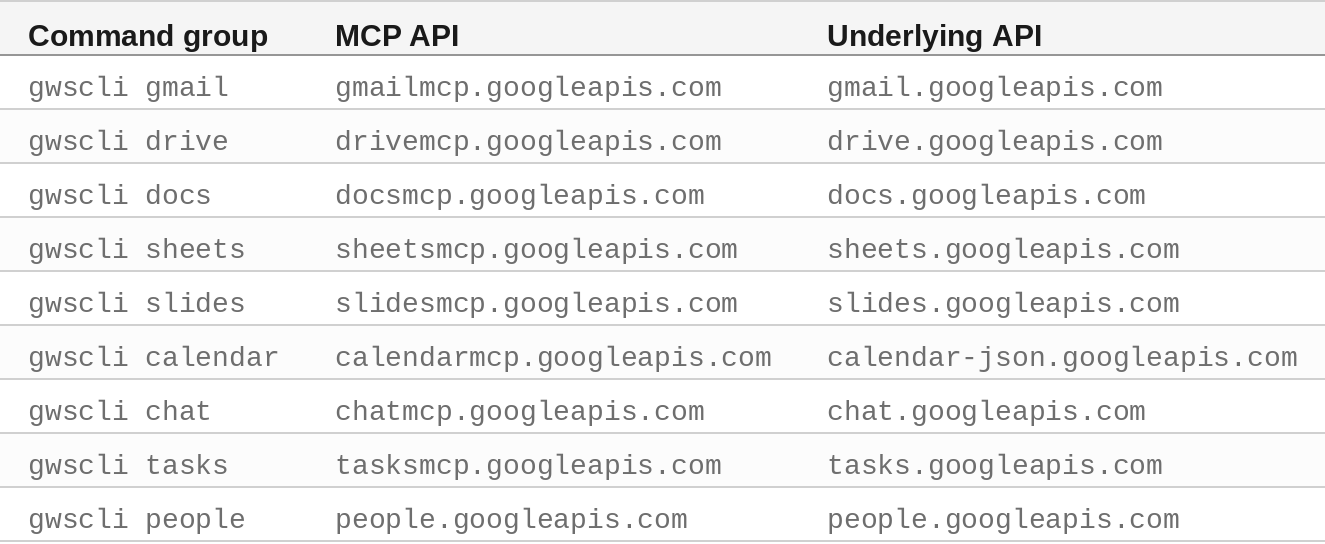 Command group MCP API Underlying API
gwscli gmail gmailmcp.googleapis.com gmail.googleapis.com
gwscli drive drivemcp.googleapis.com drive.googleapis.com
gwscli docs docsmcp.googleapis.com docs.googleapis.com
gwscli sheets sheetsmcp.googleapis.com sheets.googleapis.com
gwscli slides slidesmcp.googleapis.com slides.googleapis.com
gwscli calendar calendarmcp.googleapis.com calendar-json.googleapis.com
gwscli chat chatmcp.googleapis.com chat.googleapis.com
gwscli tasks tasksmcp.googleapis.com tasks.googleapis.com
gwscli people people.googleapis.com people.googleapis.com